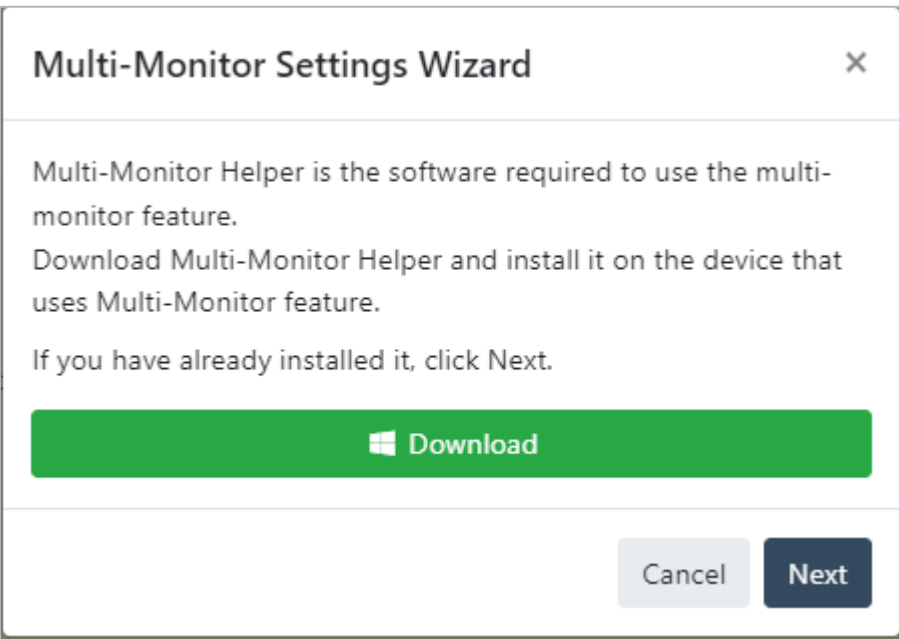 Multi-Monitor Settings Wizard ×
Multi-Monitor Helper is the software required to use the multi-
monitor feature.
Download Multi-Monitor Helper and install it on the device that
uses Multi-Monitor feature.
If you have already installed it, click Next.
Download
Cancel Next